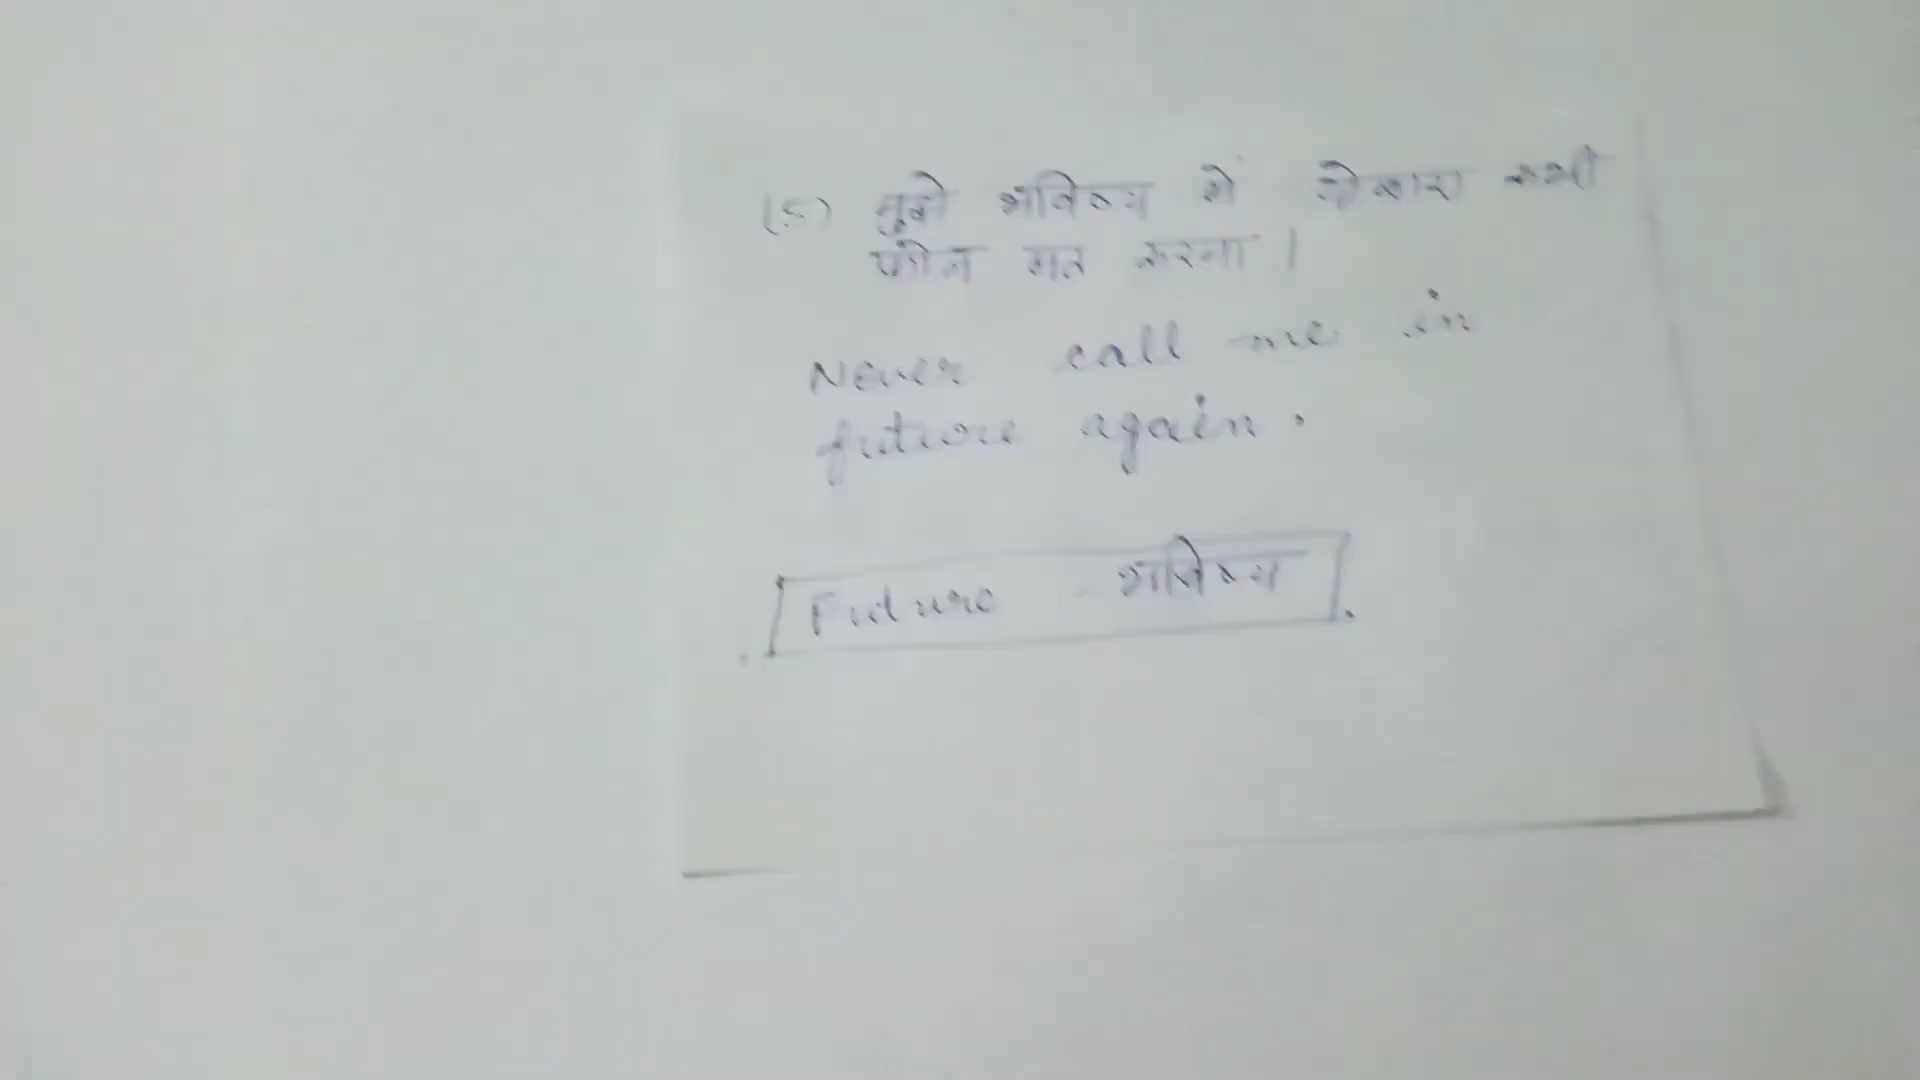 (5) मुझे भविष्य में दोबारा कभी
फोन मत करना ।
Never call me in
future again.
Future - भविष्य